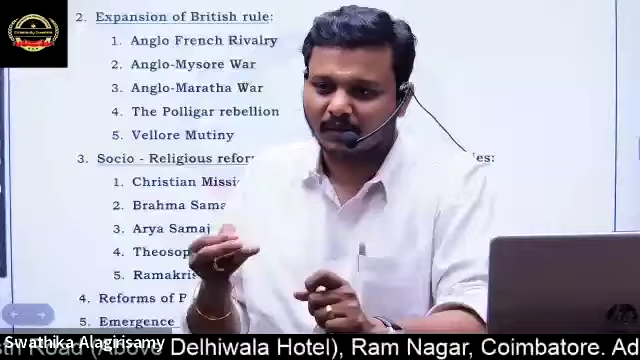 2. Expansion of British rule:
1. Anglo French Rivalry
2. Anglo-Mysore War
3. Anglo-Maratha War
4. The Polligar rebellion
5. Vellore Mutiny
3. Socio - Religious refor es:
1. Christian Missi
2. Brahma Sama
3. Arya Samaj
4. Theosop
5. Ramakris
4. Reforms of
5. Emergence
Swathika Alagirisamy
Road (Above Delhiwala Hotel), Ram Nagar, Coimbatore. Ad